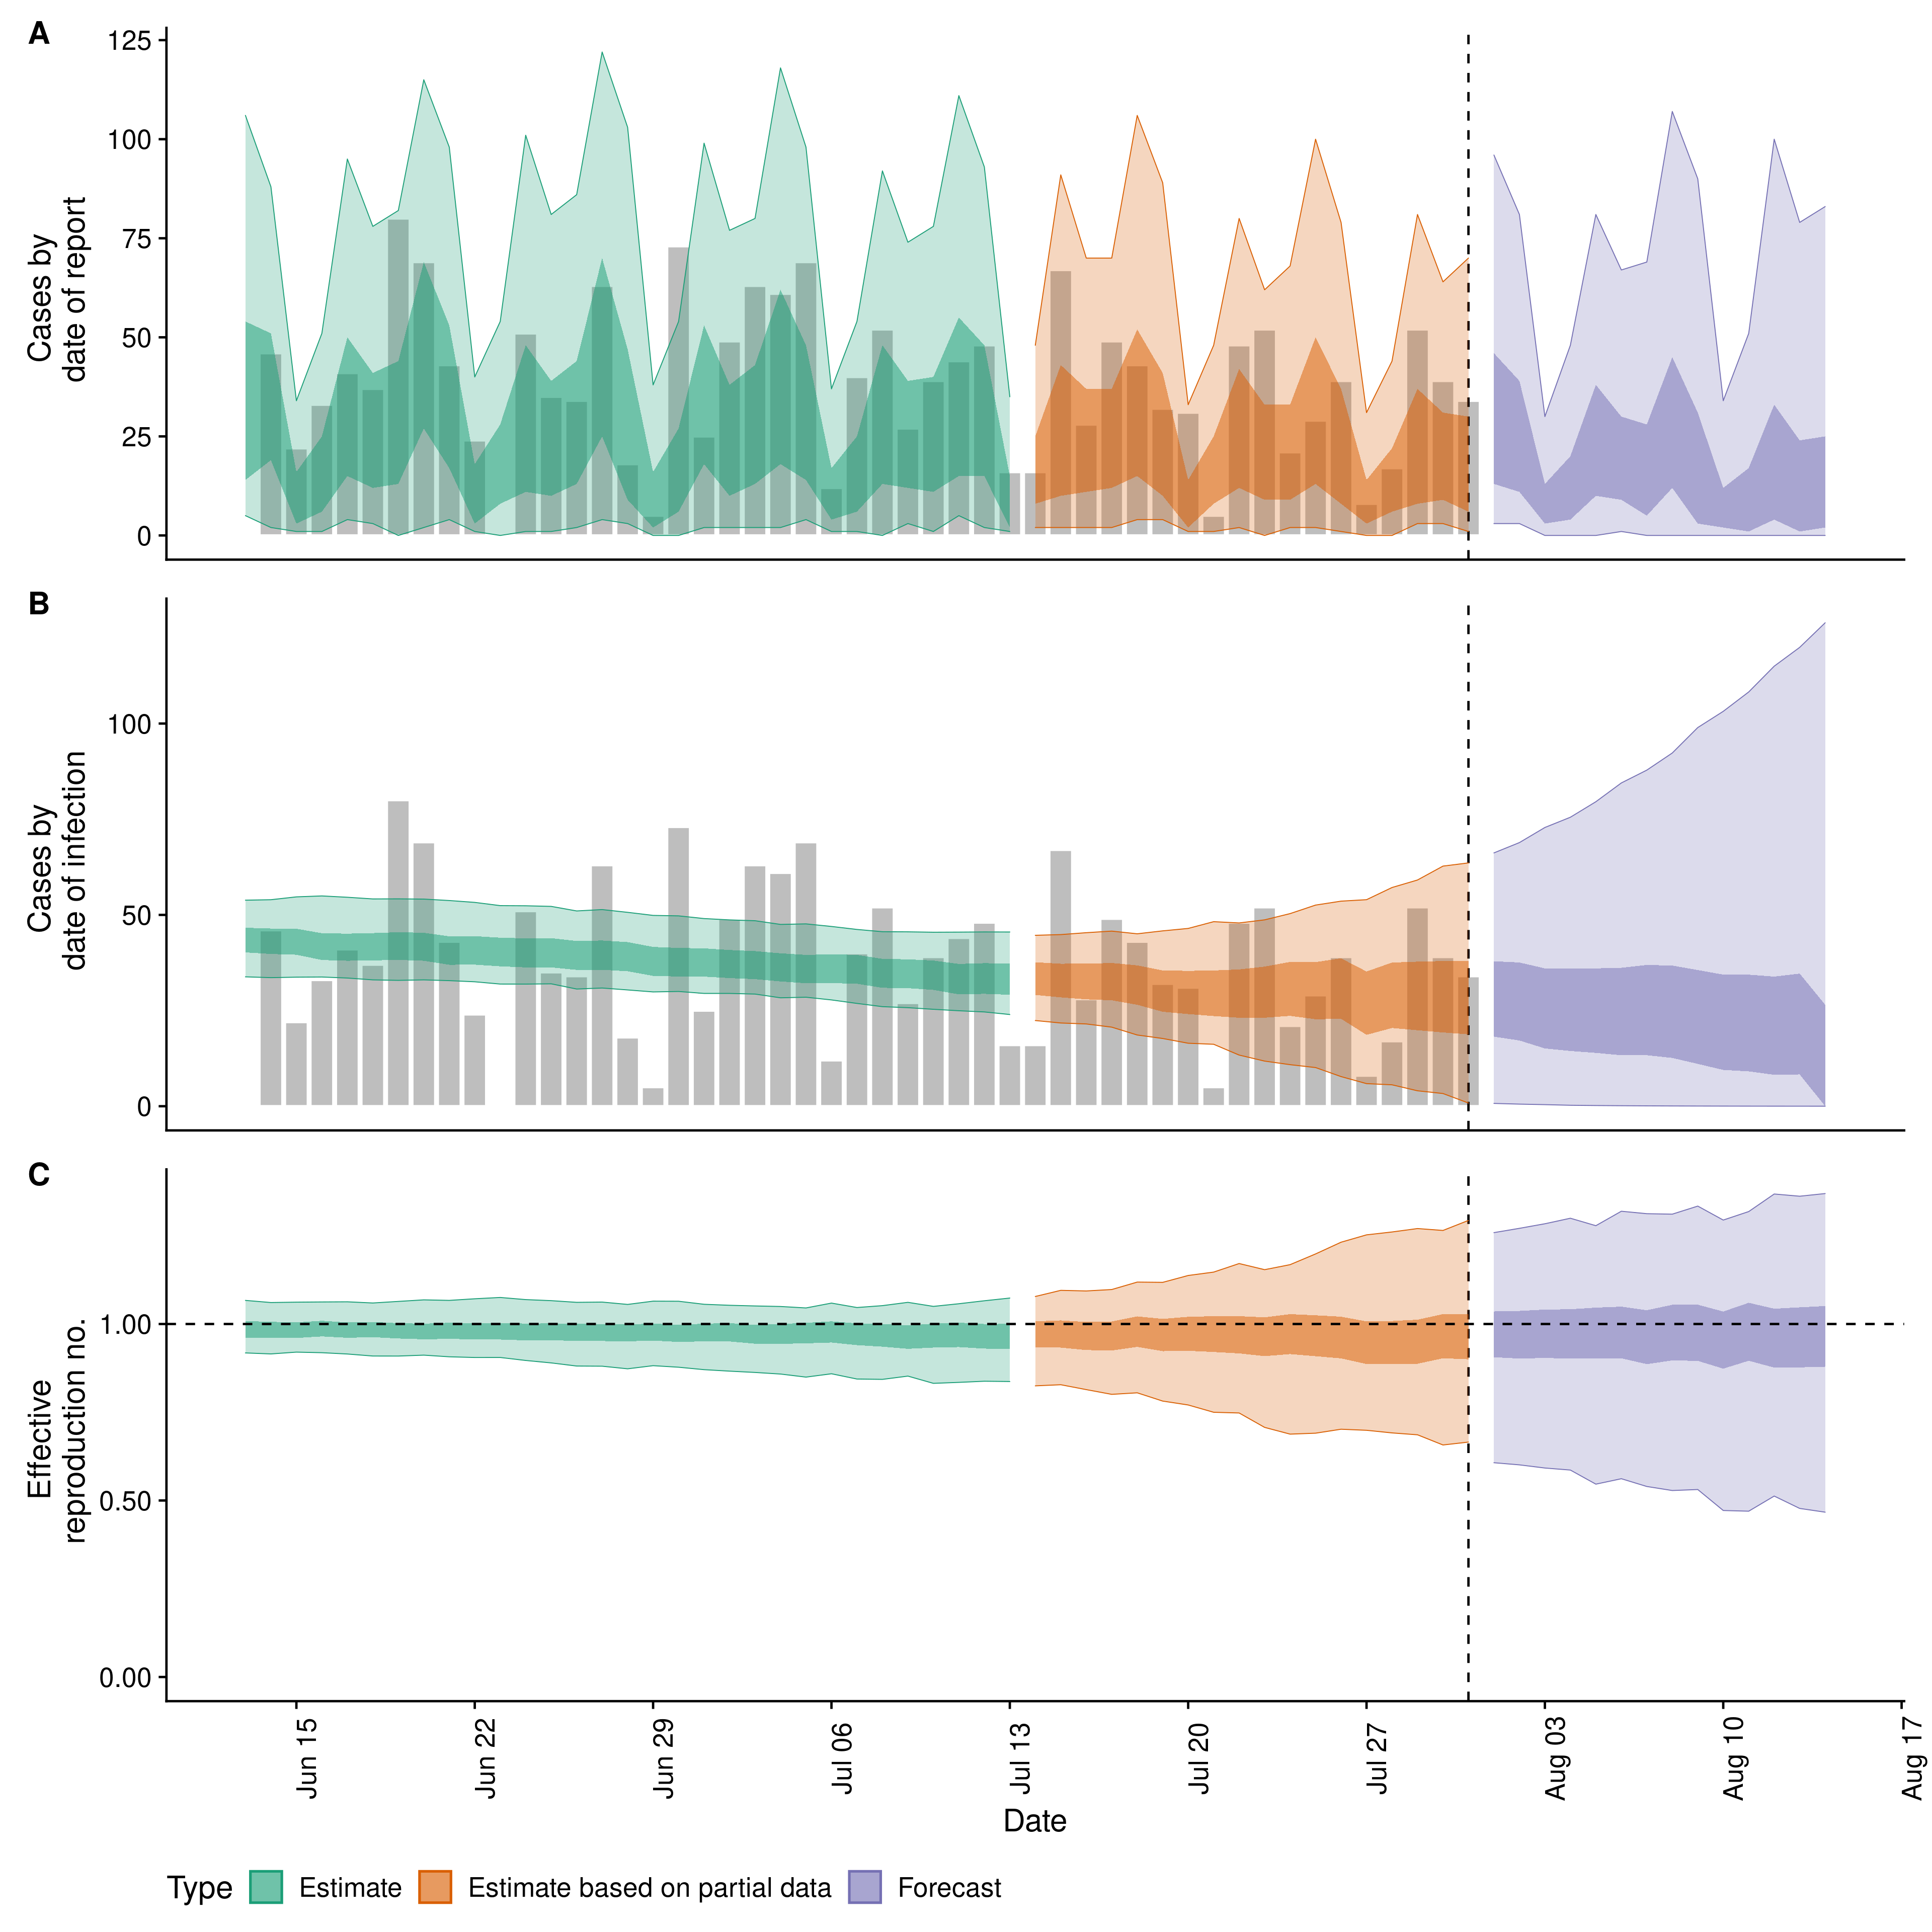 A
125
100
75
50
25
0
Cases by
date of report
B
100
50
0
Cases by
date of infection
C
1.00
0.50
0.00
Effective
reproduction no.
Jun 15
Jun 22
Jun 29
Jul 06
Jul 13
Jul 20
Jul 27
Aug 03
Aug 10
Aug 17
Date
Type Estimate Estimate based on partial data Forecast